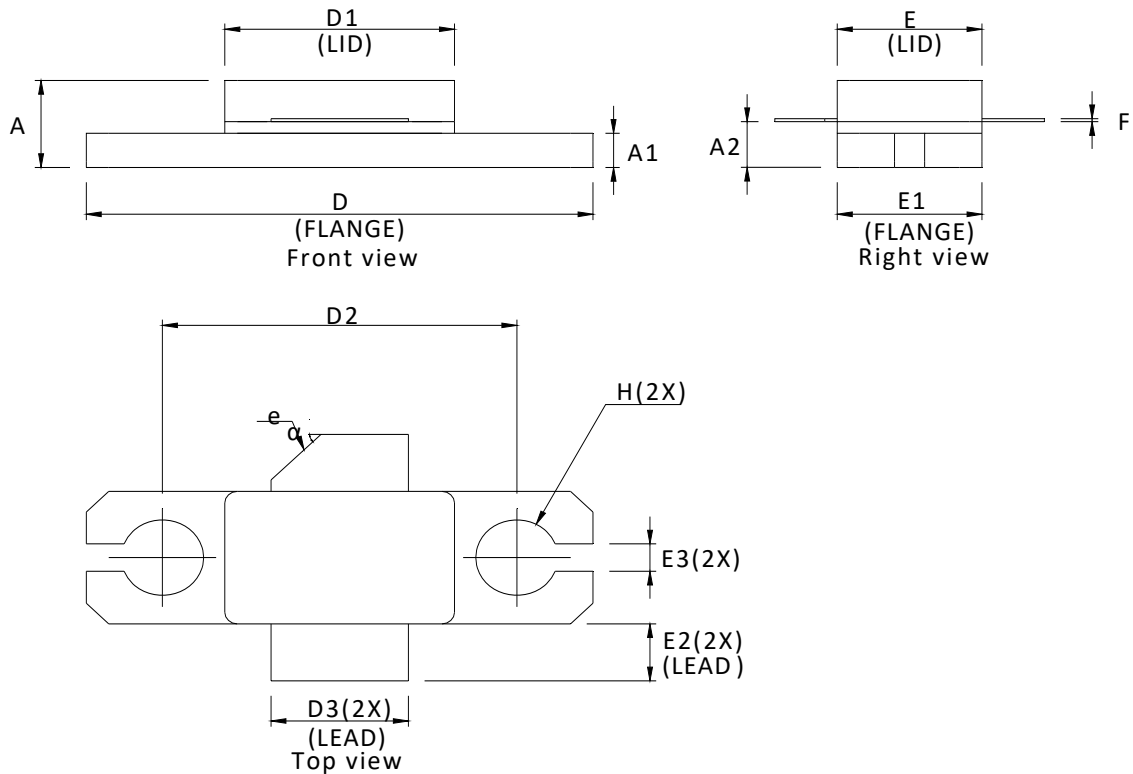 D1
(LID)
A
A1
D
(FLANGE)
Front view
E
(LID)
F
A2
E1
(FLANGE)
Right view
D2
H(2X)
e
α
E3(2X)
E2(2X)
(LEAD)
D3(2X)
(LEAD)
Top view